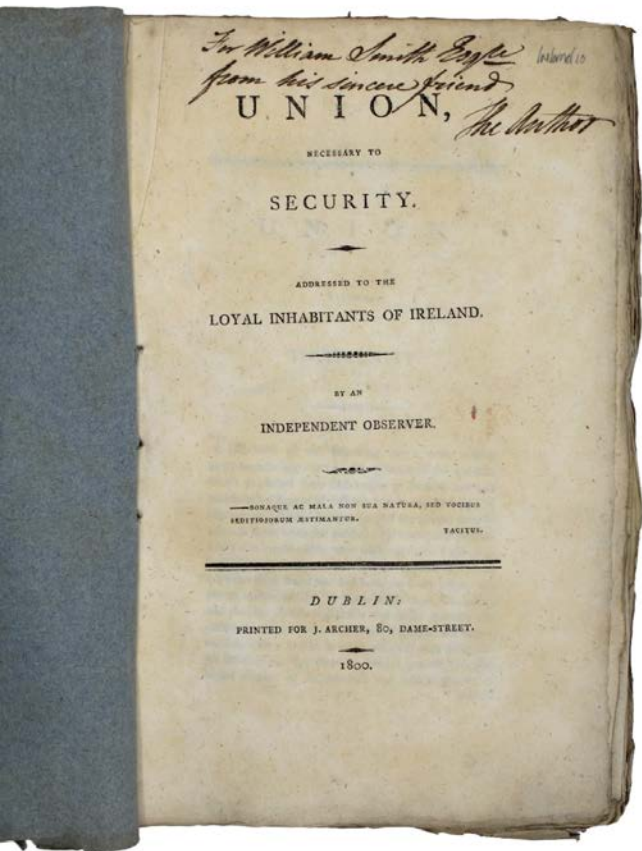 For William Smith Esqre
from his sincere friend
The Author
UNION,
NECESSARY TO
SECURITY.
ADDRESSED TO THE
LOYAL INHABITANTS OF IRELAND.
BY AN
INDEPENDENT OBSERVER.
——BONAQUE AC MALA NON SUA NATURA, SED VOCIBUS
SEDITIOSORUM ÆSTIMANTUR.
TACITUS.
DUBLIN:
PRINTED FOR J. ARCHER, 80, DAME-STREET.
1800.